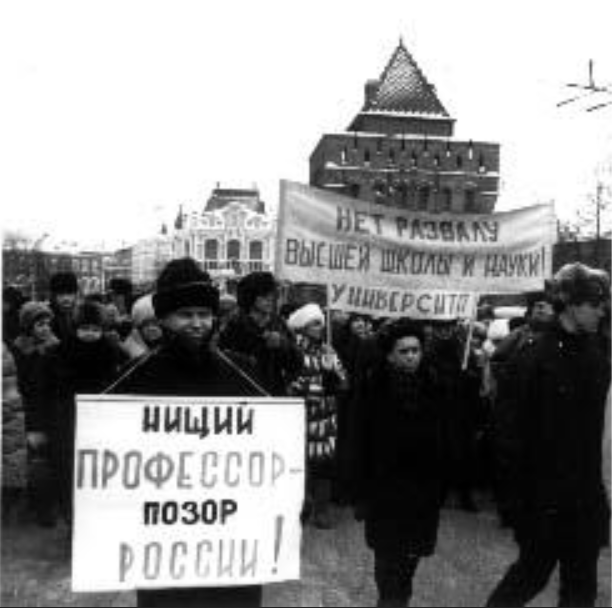 НЕТ РАЗВАЛУ
ВЫСШЕЙ ШКОЛЫ И НАУКИ!
УНИВЕРСИТЕТ
НИЩИЙ
ПРОФЕССОР-
ПОЗОР
РОССИИ!